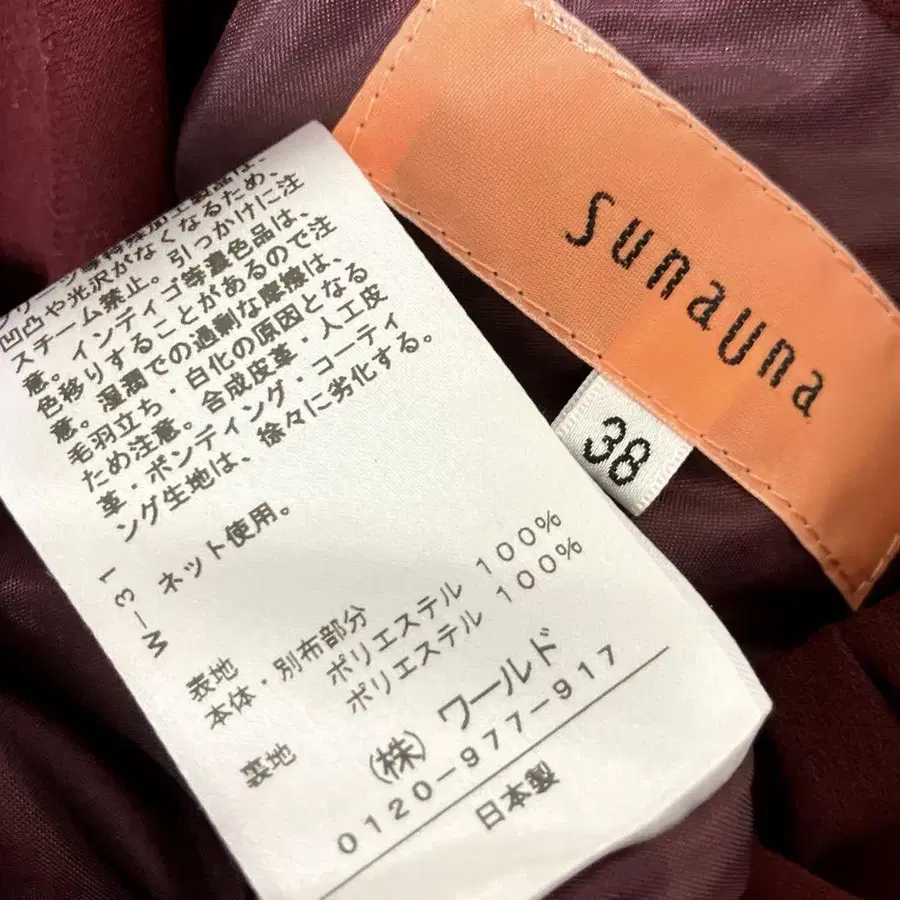 凹凸や光沢がなくなるため、
スチーム禁止。引っかけに注
意。インディゴ等濃色品は、
色移りすることがあるので注
意。湿潤での過剰な摩擦は、
毛羽立ち・白化の原因となる
ため注意。合成皮革・人工皮
革・ボンディング・コーティ
ング生地は、徐々に劣化する。
ネット使用。
W-31
表地
本体・別布部分
ポリエステル 100%
裏地 ポリエステル 100%
(株) ワールド
0120-977-917
日本製
sunauna
38